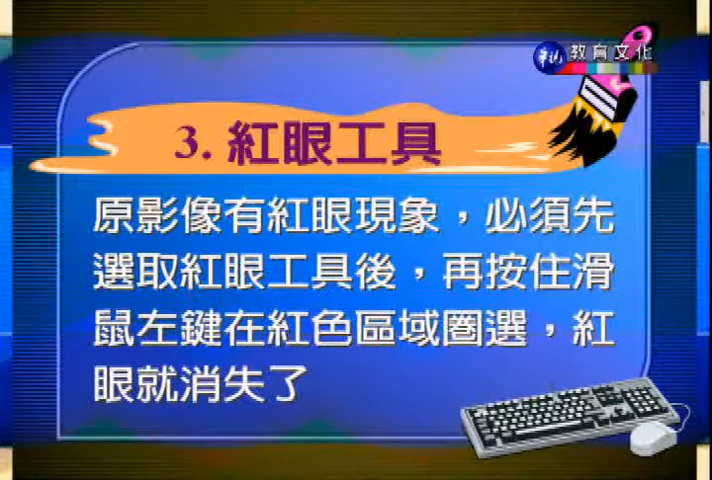 華視
教育文化
3. 紅眼工具
原影像有紅眼現象，必須先
選取紅眼工具後，再按住滑
鼠左鍵在紅色區域圈選，紅
眼就消失了